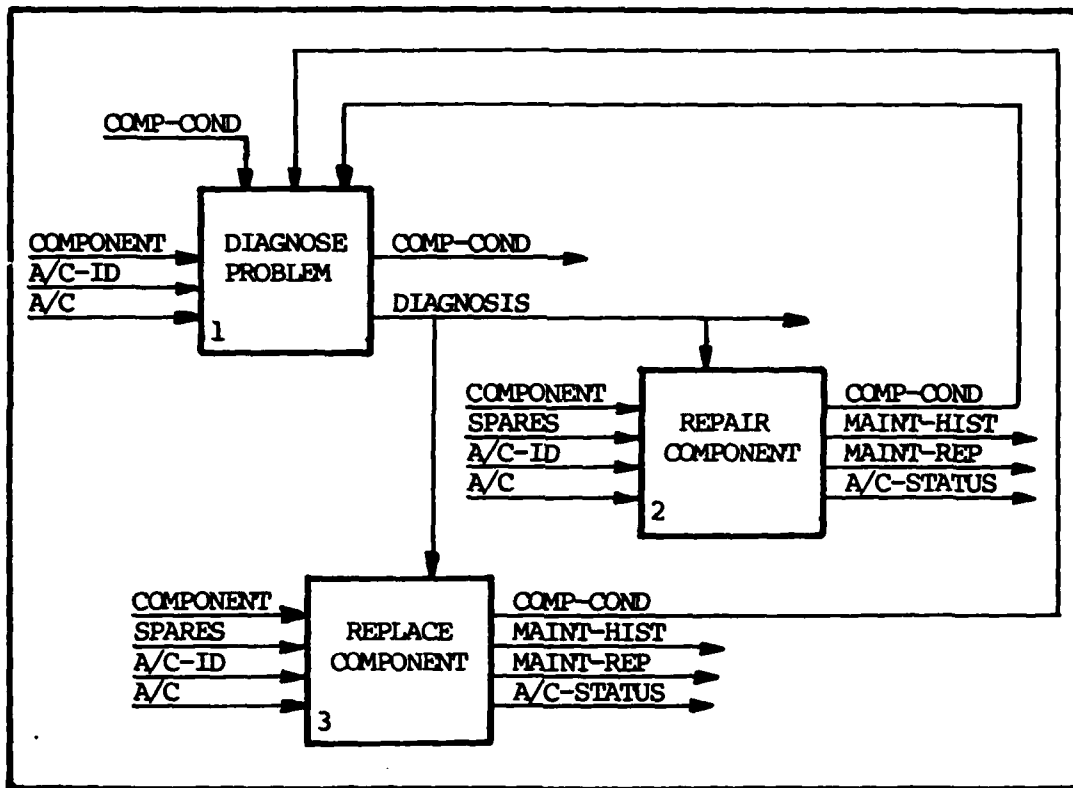 COMP-COND
COMPONENT
A/C-ID
A/C
DIAGNOSE
PROBLEM
1
COMP-COND
DIAGNOSIS
COMPONENT
SPARES
A/C-ID
A/C
REPAIR
COMPONENT
2
COMP-COND
MAINT-HIST
MAINT-REP
A/C-STATUS
COMPONENT
SPARES
A/C-ID
A/C
REPLACE
COMPONENT
3
COMP-COND
MAINT-HIST
MAINT-REP
A/C-STATUS